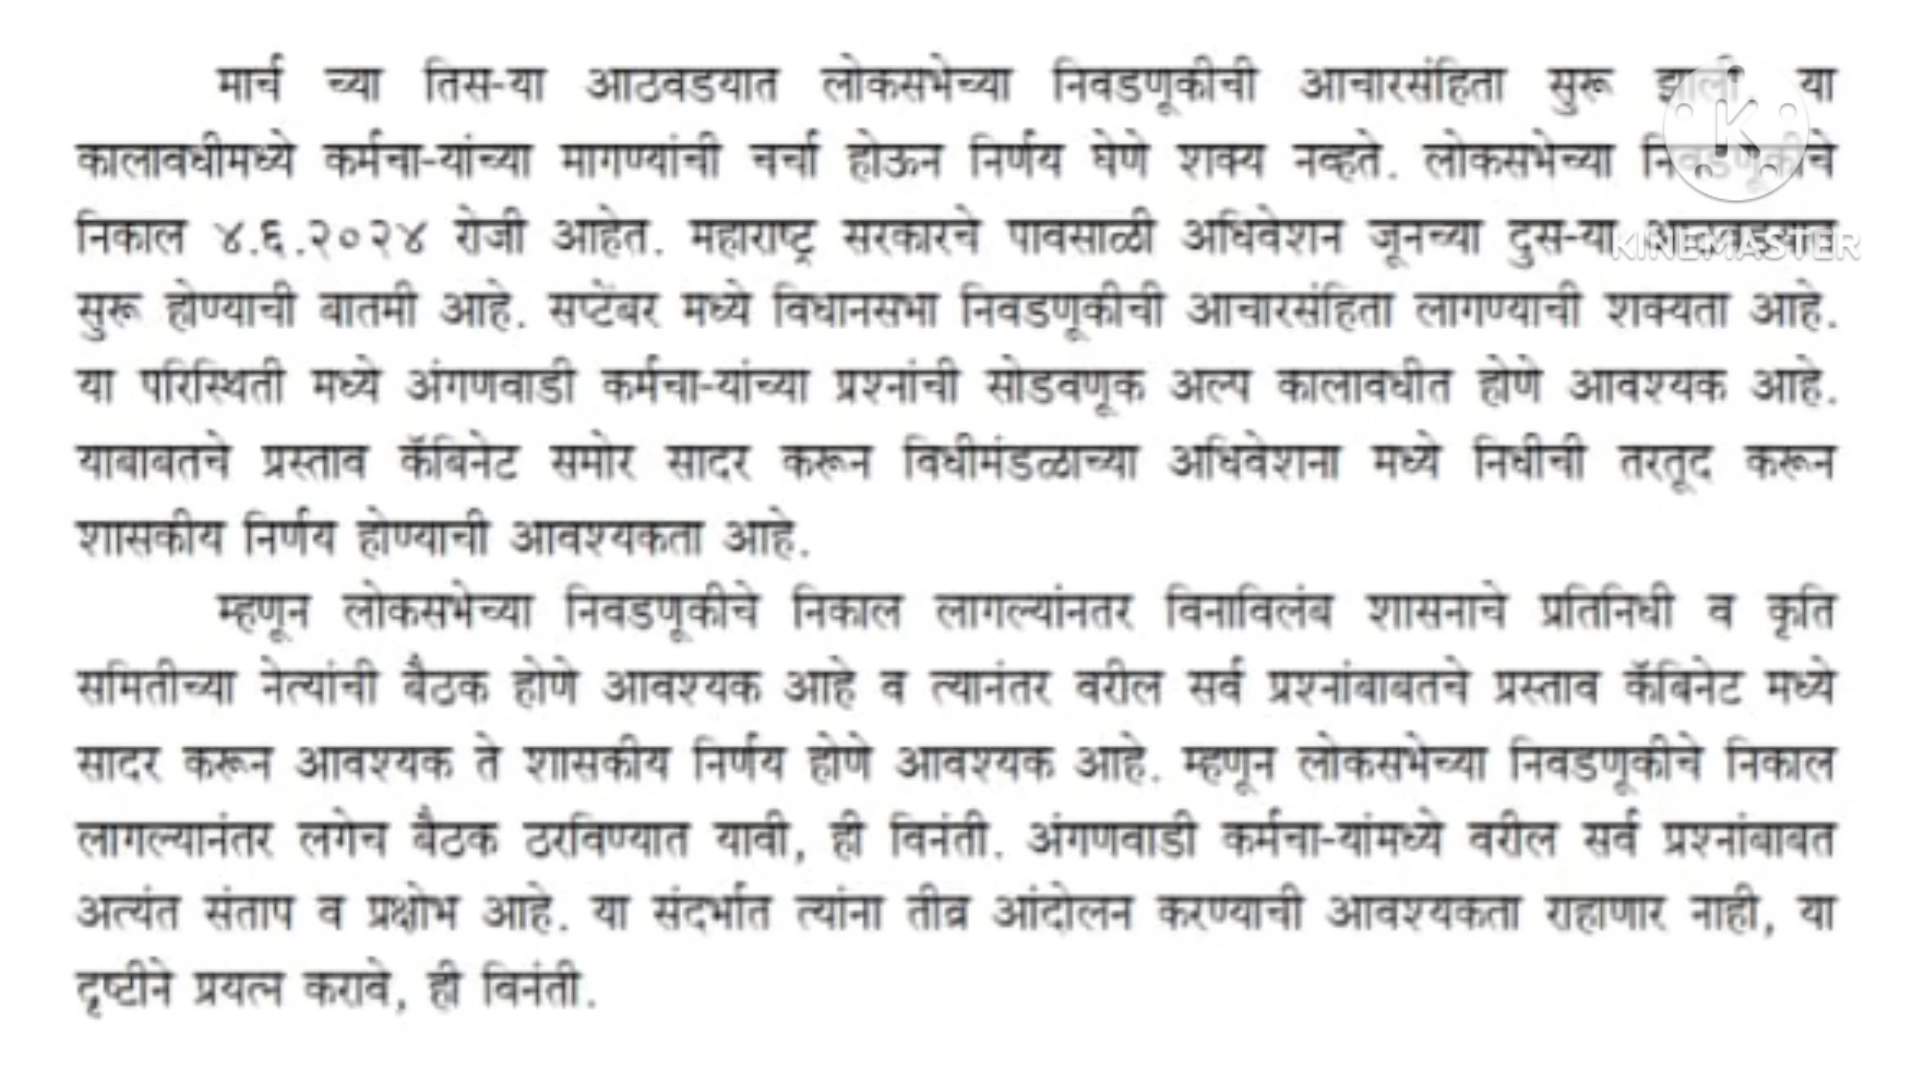 मार्च च्या तिस-या आठवडयात लोकसभेच्या निवडणूकीची आचारसंहिता सुरू झाली या
कालावधीमध्ये कर्मचा-यांच्या मागण्यांची चर्चा होऊन निर्णय घेणे शक्य नव्हते. लोकसभेच्या निवडणूकीचे
निकाल ४.६.२०२४ रोजी आहेत. महाराष्ट्र सरकारचे पावसाळी अधिवेशन जूनच्या दुस-या आठवडयात
सुरू होण्याची बातमी आहे. सप्टेंबर मध्ये विधानसभा निवडणूकीची आचारसंहिता लागण्याची शक्यता आहे.
या परिस्थिती मध्ये अंगणवाडी कर्मचा-यांच्या प्रश्नांची सोडवणूक अल्प कालावधीत होणे आवश्यक आहे.
याबाबतचे प्रस्ताव कॅबिनेट समोर सादर करून विधीमंडळाच्या अधिवेशना मध्ये निधीची तरतूद करून
शासकीय निर्णय होण्याची आवश्यकता आहे.
म्हणून लोकसभेच्या निवडणूकीचे निकाल लागल्यांनतर विनाविलंब शासनाचे प्रतिनिधी व कृति
समितीच्या नेत्यांची बैठक होणे आवश्यक आहे व त्यानंतर वरील सर्व प्रश्नांबाबतचे प्रस्ताव कॅबिनेट मध्ये
सादर करून आवश्यक ते शासकीय निर्णय होणे आवश्यक आहे. म्हणून लोकसभेच्या निवडणूकीचे निकाल
लागल्यानंतर लगेच बैठक ठरविण्यात यावी, ही विनंती. अंगणवाडी कर्मचा-यांमध्ये वरील सर्व प्रश्नांबाबत
अत्यंत संताप व प्रक्षोभ आहे. या संदर्भात त्यांना तीव्र आंदोलन करण्याची आवश्यकता राहाणार नाही, या
दृष्टीने प्रयत्न करावे, ही विनंती.
K
KINEMASTER